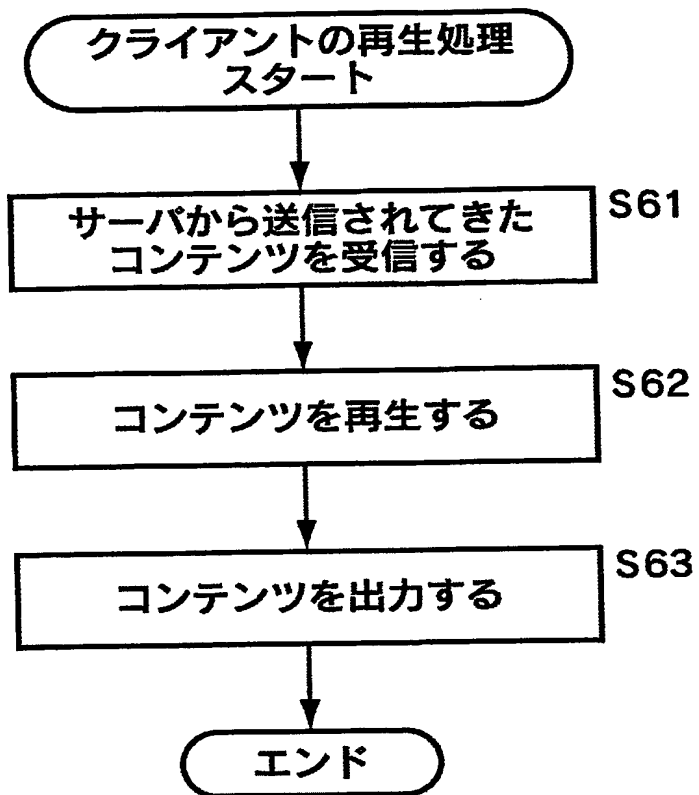 クライアントの再生処理
スタート
サーバから送信されてきた
コンテンツを受信する
S61
コンテンツを再生する
S62
コンテンツを出力する
S63
エンド